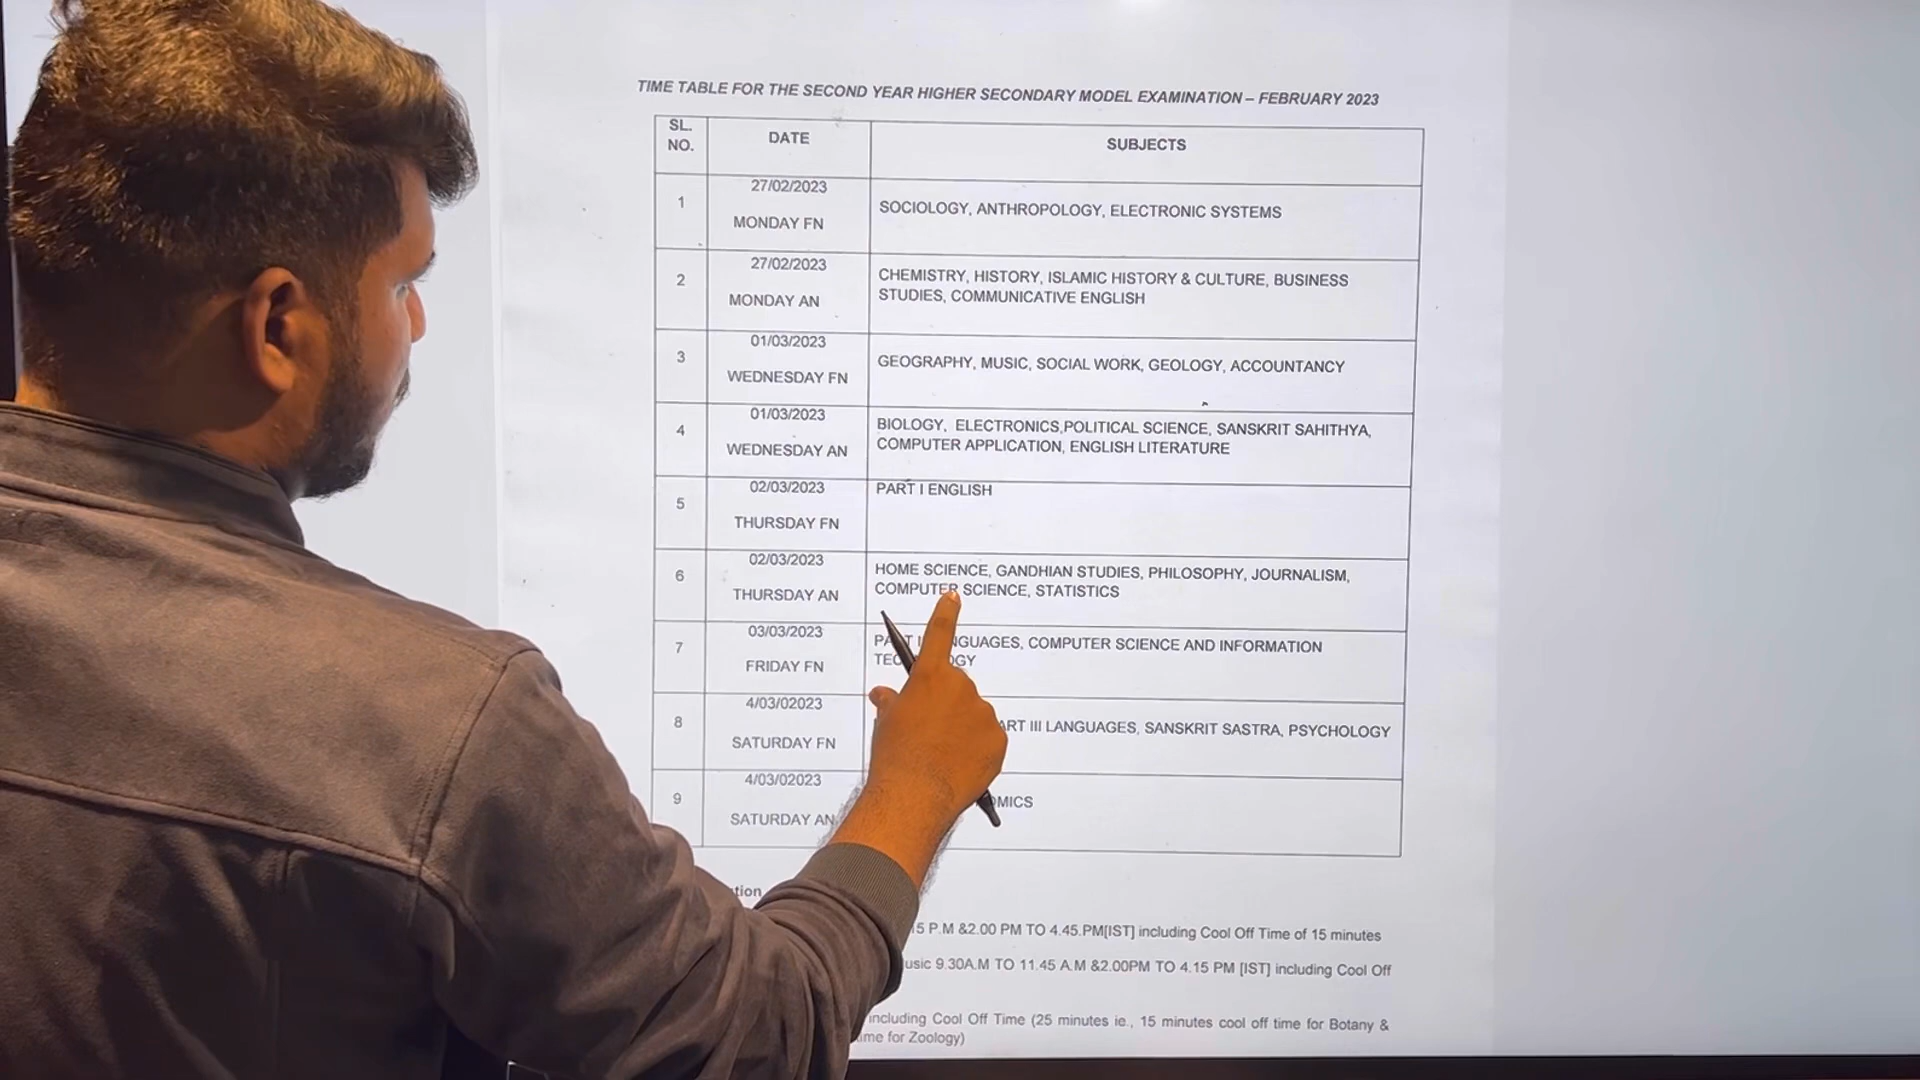 TIME TABLE FOR THE SECOND YEAR HIGHER SECONDARY MODEL EXAMINATION – FEBRUARY 2023
SL. NO.
DATE
SUBJECTS
1
27/02/2023
MONDAY FN
SOCIOLOGY, ANTHROPOLOGY, ELECTRONIC SYSTEMS
2
27/02/2023
MONDAY AN
CHEMISTRY, HISTORY, ISLAMIC HISTORY & CULTURE, BUSINESS
STUDIES, COMMUNICATIVE ENGLISH
3
01/03/2023
WEDNESDAY FN
GEOGRAPHY, MUSIC, SOCIAL WORK, GEOLOGY, ACCOUNTANCY
4
01/03/2023
WEDNESDAY AN
BIOLOGY, ELECTRONICS,POLITICAL SCIENCE, SANSKRIT SAHITHYA,
COMPUTER APPLICATION, ENGLISH LITERATURE
5
02/03/2023
THURSDAY FN
PART I ENGLISH
6
02/03/2023
THURSDAY AN
HOME SCIENCE, GANDHIAN STUDIES, PHILOSOPHY, JOURNALISM,
COMPUTER SCIENCE, STATISTICS
7
03/03/2023
FRIDAY FN
COMPUTER SCIENCE AND INFORMATION
8
4/03/02023
SATURDAY FN
III LANGUAGES, SANSKRIT SASTRA, PSYCHOLOGY
9
4/03/02023
SATURDAY AN
P.M &2.00 PM TO 4.45.PM[IST] including Cool Off Time of 15 minutes
9.30A.M TO 11.45 A.M &2.00PM TO 4.15 PM [IST] including Cool Off
including Cool Off Time (25 minutes ie., 15 minutes cool off time for Botany &
for Zoology)